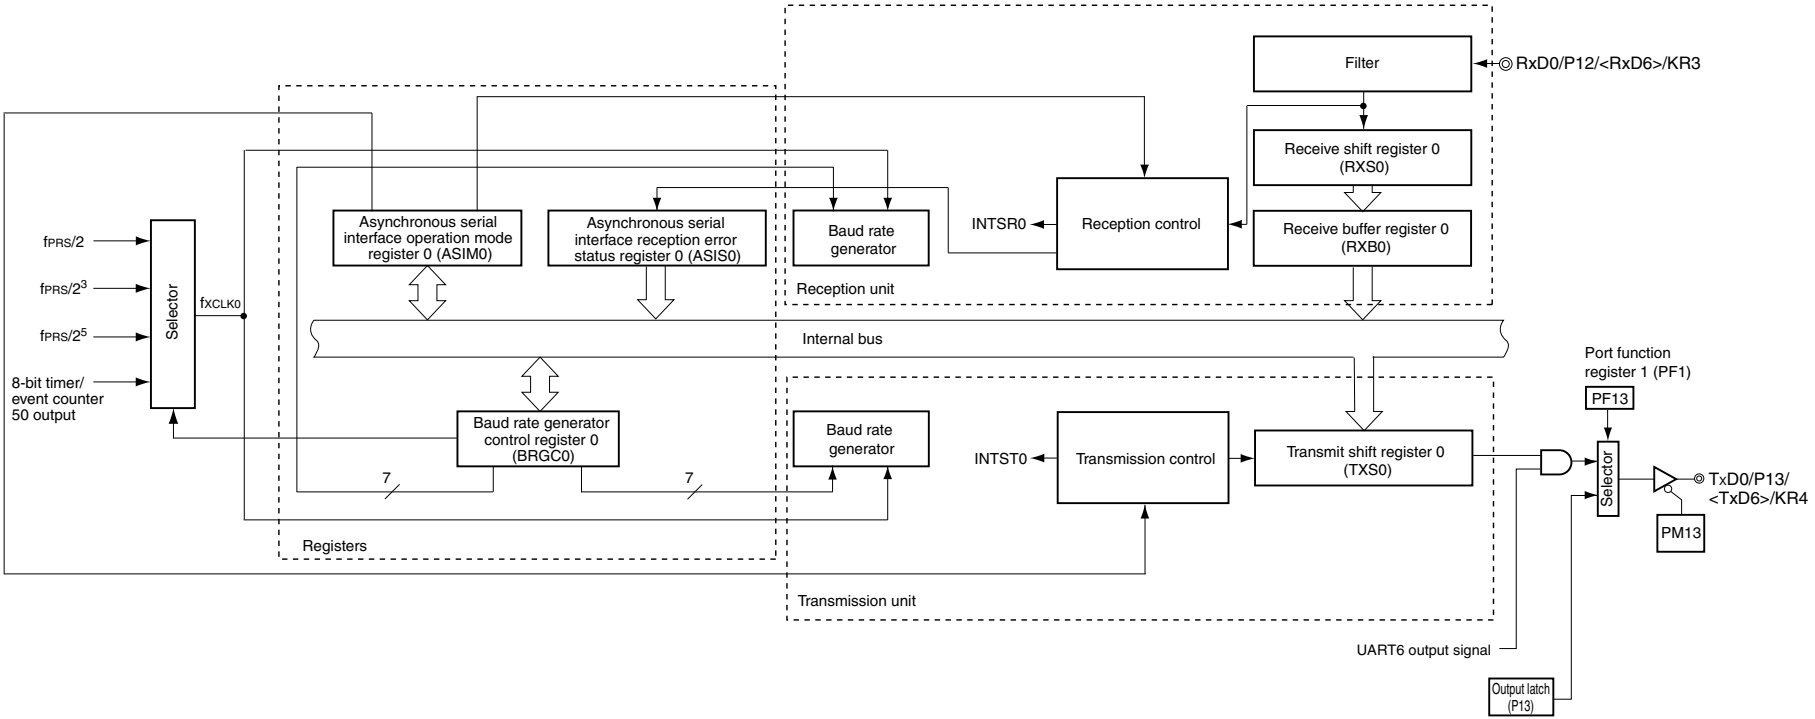 Filter
RxD0/P12/<RxD6>/KR3
Receive shift register 0
(RXS0)
Asynchronous serial
interface operation mode
register 0 (ASIM0)
Asynchronous serial
interface reception error
status register 0 (ASIS0)
Baud rate
generator
INTSR0
Reception control
Receive buffer register 0
(RXB0)
Reception unit
fPRS/2
fPRS/2³
fPRS/2⁵
8-bit timer/
event counter
50 output
Selector
fXCLK0
Internal bus
Baud rate generator
control register 0
(BRGC0)
7
7
Registers
Baud rate
generator
INTST0
Transmission control
Transmit shift register 0
(TXS0)
Transmission unit
Port function
register 1 (PF1)
PF13
Selector
TxD0/P13/
<TxD6>/KR4
PM13
UART6 output signal
Output latch
(P13)